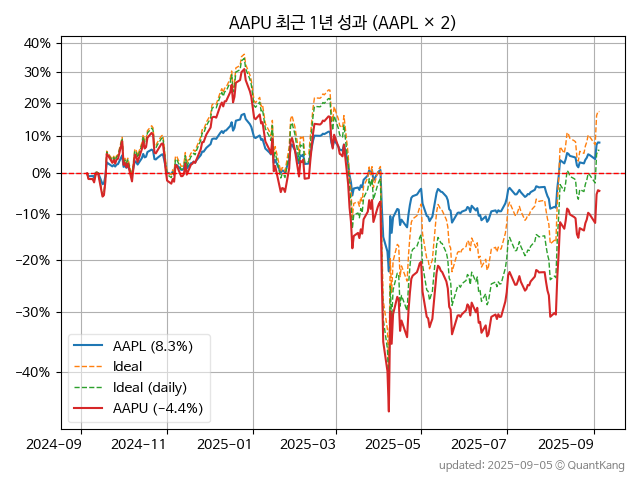 AAPU 최근 1년 성과 (AAPL × 2)
40%
30%
20%
10%
0%
−10%
−20%
−30%
−40%
AAPL (8.3%)
Ideal
Ideal (daily)
AAPU (−4.4%)
2024-09 2024-11 2025-01 2025-03 2025-05 2025-07 2025-09
updated: 2025-09-05 © QuantKang